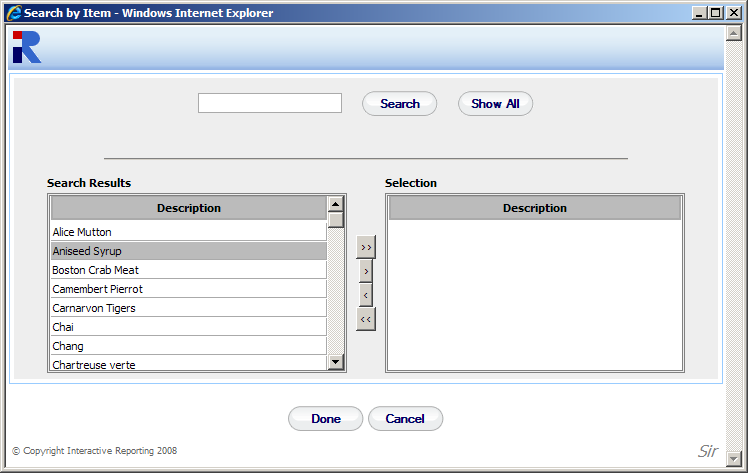 Search by Item - Windows Internet Explorer
R
Search Show All
Search Results Selection
Description Description
Alice Mutton
Aniseed Syrup
>>
Boston Crab Meat
>
Camembert Pierrot
<
Carnarvon Tigers
<<
Chai
Chang
Chartreuse verte
Done Cancel
© Copyright Interactive Reporting 2008 Sir